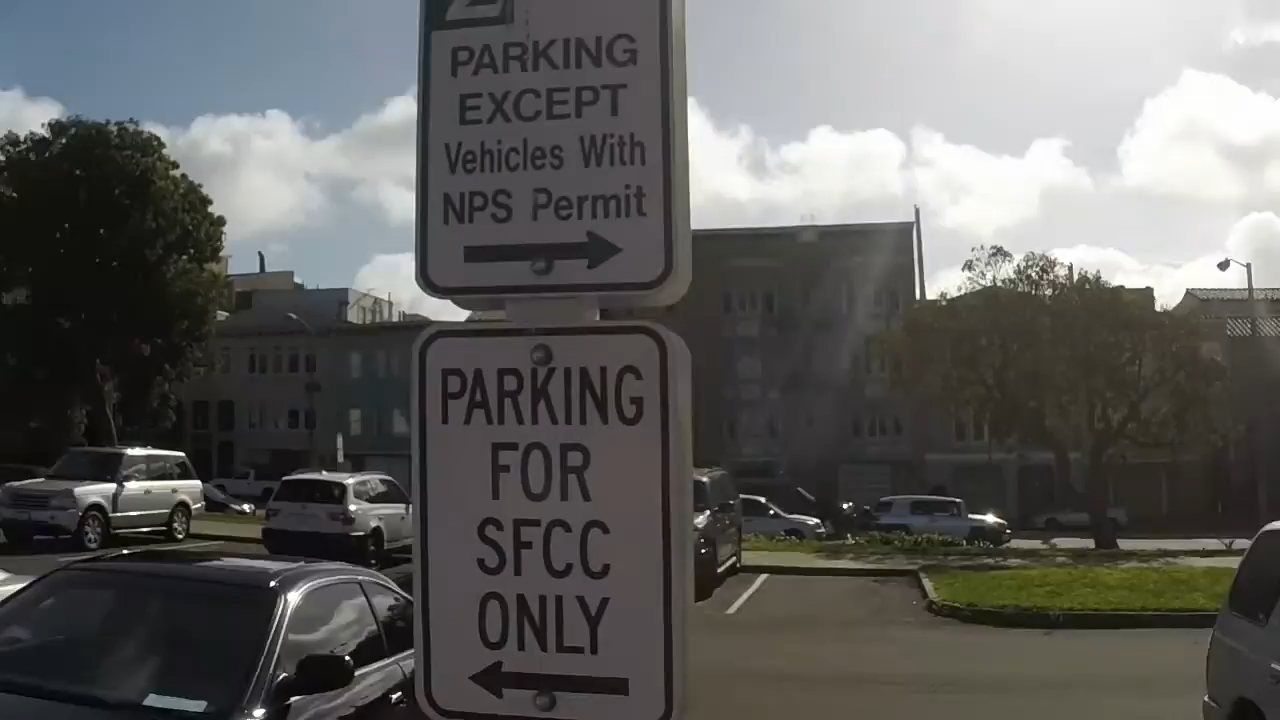 PARKING
EXCEPT
Vehicles With
NPS Permit
PARKING
FOR
SFCC
ONLY